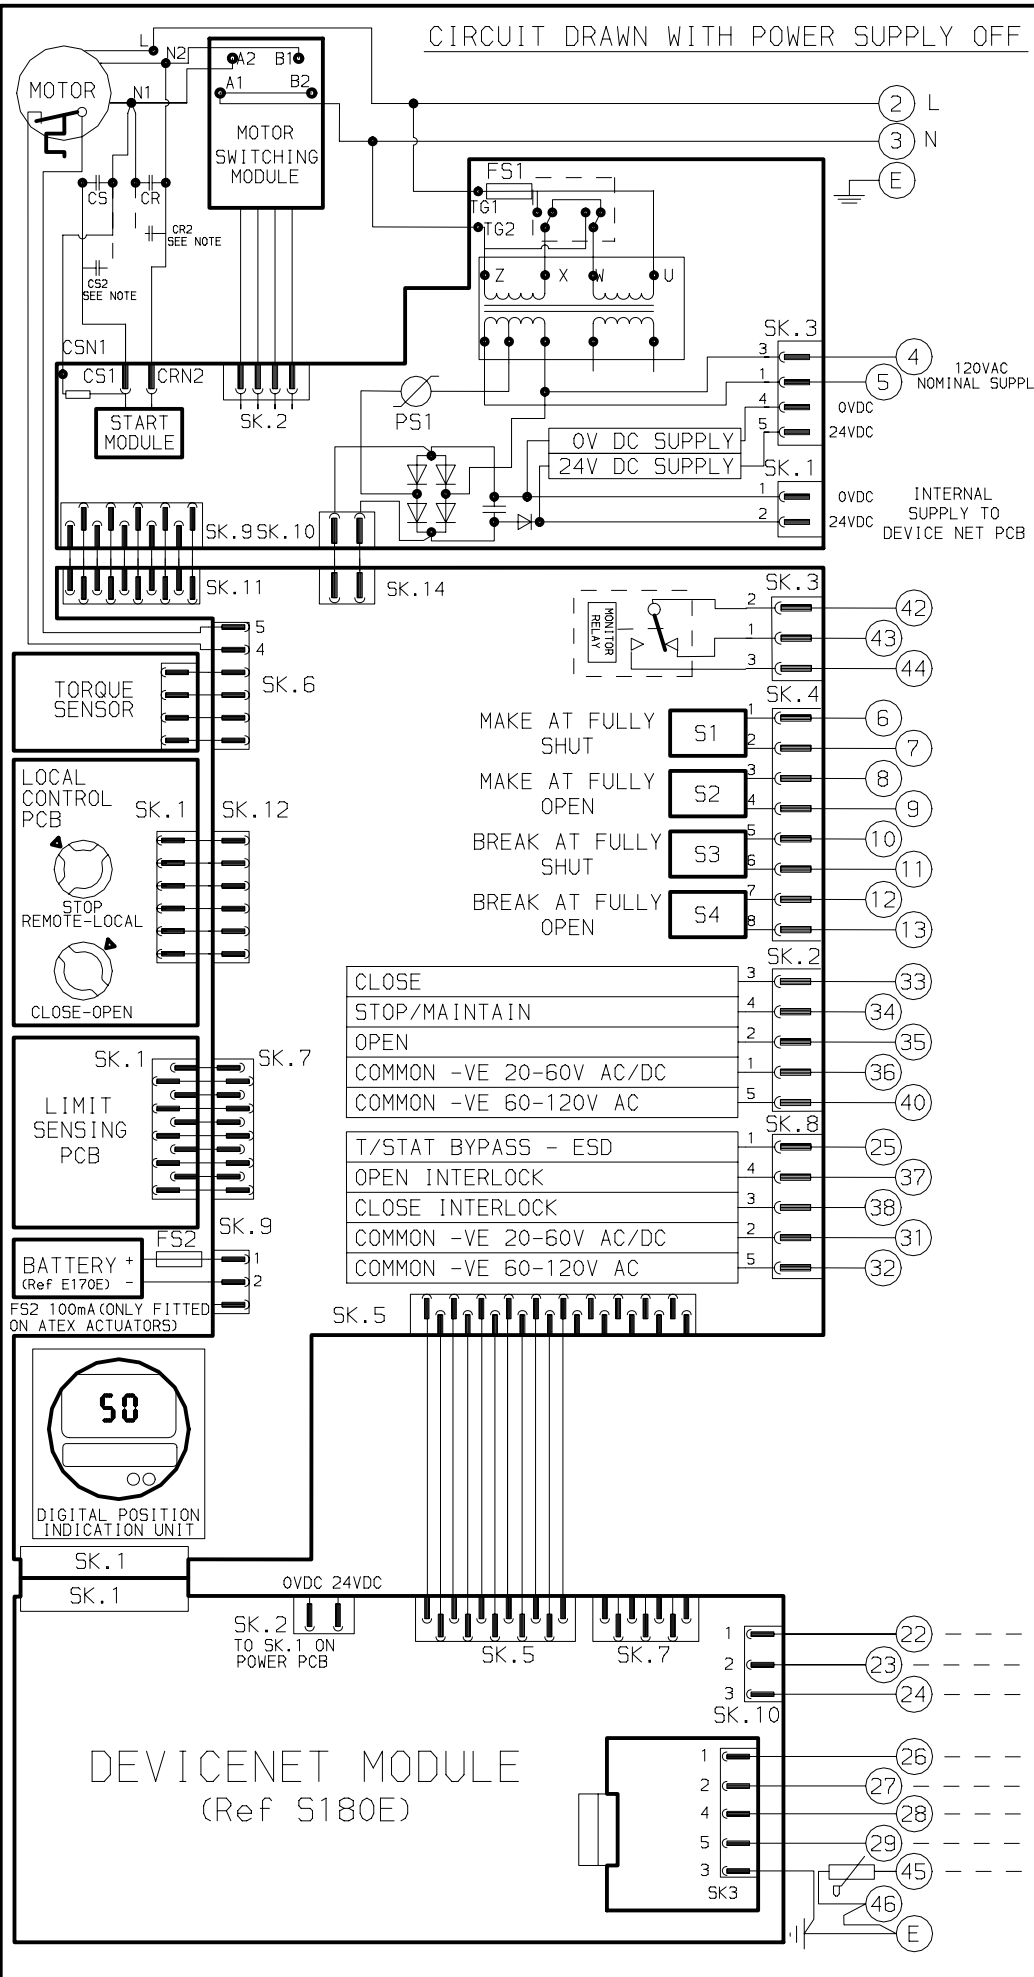 CIRCUIT DRAWN WITH POWER SUPPLY OFF
L
N2
A2 B1
MOTOR
N1
A1 B2
2 L
3 N
MOTOR
SWITCHING
MODULE
E
FS1
TG1
TG2
CS CR
CR2
SEE NOTE
CS2
SEE NOTE
Z X W U
SK.3
CSN1
CS1 CRN2
3 4
1 5
120VAC
NOMINAL SUPPL
4 0VDC
5 24VDC
START
MODULE
SK.2
PS1
0V DC SUPPLY
24V DC SUPPLY
SK.1
1 0VDC
2 24VDC
INTERNAL
SUPPLY TO
DEVICE NET PCB
SK.9 SK.10
SK.11
SK.14
SK.3
MONITOR
RELAY
2 42
1 43
3 44
5
4
SK.6
TORQUE
SENSOR
SK.4
MAKE AT FULLY
SHUT
S1
1 6
2 7
MAKE AT FULLY
OPEN
S2
3 8
4 9
BREAK AT FULLY
SHUT
S3
5 10
6 11
BREAK AT FULLY
OPEN
S4
7 12
8 13
LOCAL
CONTROL
PCB
SK.1 SK.12
STOP
REMOTE-LOCAL
CLOSE-OPEN
SK.2
CLOSE 3 33
STOP/MAINTAIN 4 34
OPEN 2 35
COMMON -VE 20-60V AC/DC 1 36
COMMON -VE 60-120V AC 5 40
SK.1 SK.7
LIMIT
SENSING
PCB
SK.8
T/STAT BYPASS - ESD 1 25
OPEN INTERLOCK 4 37
CLOSE INTERLOCK 3 38
COMMON -VE 20-60V AC/DC 2 31
COMMON -VE 60-120V AC 5 32
SK.9
FS2
BATTERY + 1
(Ref E170E) - 2
FS2 100mA(ONLY FITTED
ON ATEX ACTUATORS)
SK.5
50
DIGITAL POSITION
INDICATION UNIT
SK.1
SK.1
0VDC 24VDC
SK.2
TO SK.1 ON
POWER PCB
SK.5
SK.7
1 22
2 23
3 24
SK.10
DEVICENET MODULE
(Ref S180E)
1 26
2 27
4 28
5 29
3 45
U
SK3
46
E